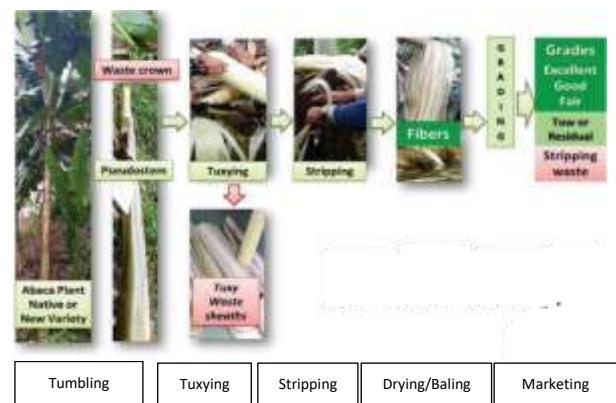 Waste crown
Pseudostem
Abaca Plant
Native or
New Variety
Tuxying
Tuxy
Waste
sheaths
Stripping
Fibers
GRADING
Grades
Excellent
Good
Fair
Tow or
Residual
Stripping
waste
Tumbling
Tuxying
Stripping
Drying/Baling
Marketing